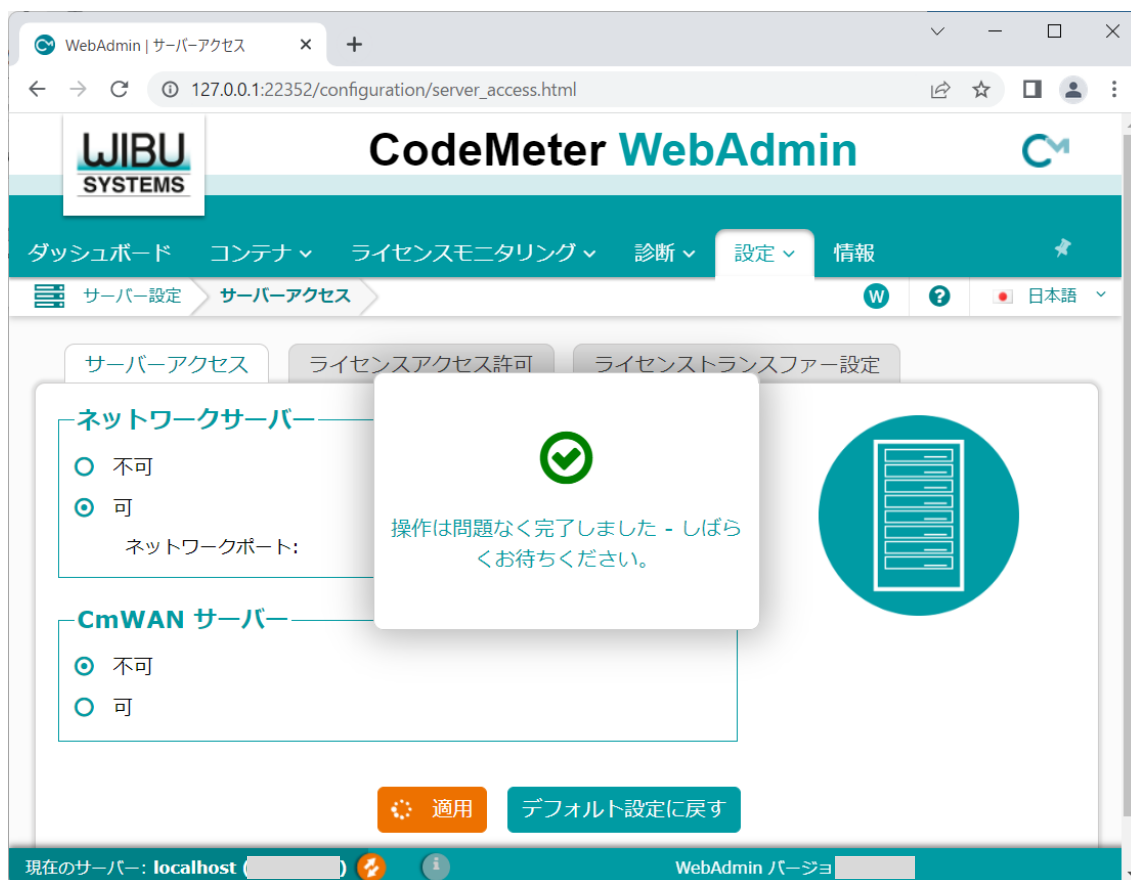 WebAdmin | サーバーアクセス
127.0.0.1:22352/configuration/server_access.html
WIBU
SYSTEMS
CodeMeter WebAdmin
ダッシュボード コンテナ ライセンスモニタリング 診断 設定 情報
サーバー設定 サーバーアクセス W ? 日本語
サーバーアクセス ライセンスアクセス許可 ライセンストランスファー設定
ネットワークサーバー
不可
可
ネットワークポート:
操作は問題なく完了しました - しばら
くお待ちください。
CmWAN サーバー
不可
可
適用 デフォルト設定に戻す
現在のサーバー: localhost ( ) i WebAdmin バージョ